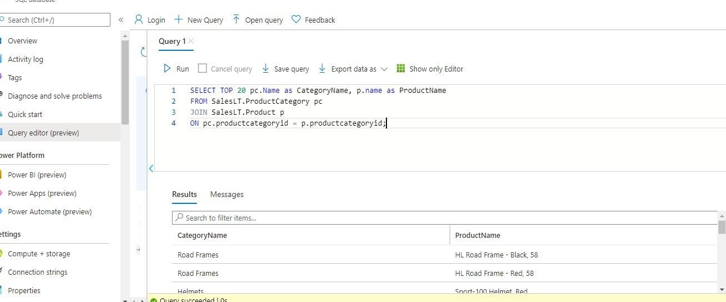 SQL database
Search (Ctrl+/)
«
Login
New Query
Open query
Feedback
Overview
Activity log
Tags
Diagnose and solve problems
Quick start
Query editor (preview)
Power Platform
Power BI (preview)
Power Apps (preview)
Power Automate (preview)
Settings
Compute + storage
Connection strings
Properties
Query 1
Run
Cancel query
Save query
Export data as
Show only Editor
1 SELECT TOP 20 pc.Name as CategoryName, p.name as ProductName
2 FROM SalesLT.ProductCategory pc
3 JOIN SalesLT.Product p
4 ON pc.productcategoryid = p.productcategoryid;
Results Messages
Search to filter items...
CategoryName ProductName
Road Frames HL Road Frame - Black, 58
Road Frames HL Road Frame - Red, 58
Helmets Sport-100 Helmet, Red
Query succeeded | 0s